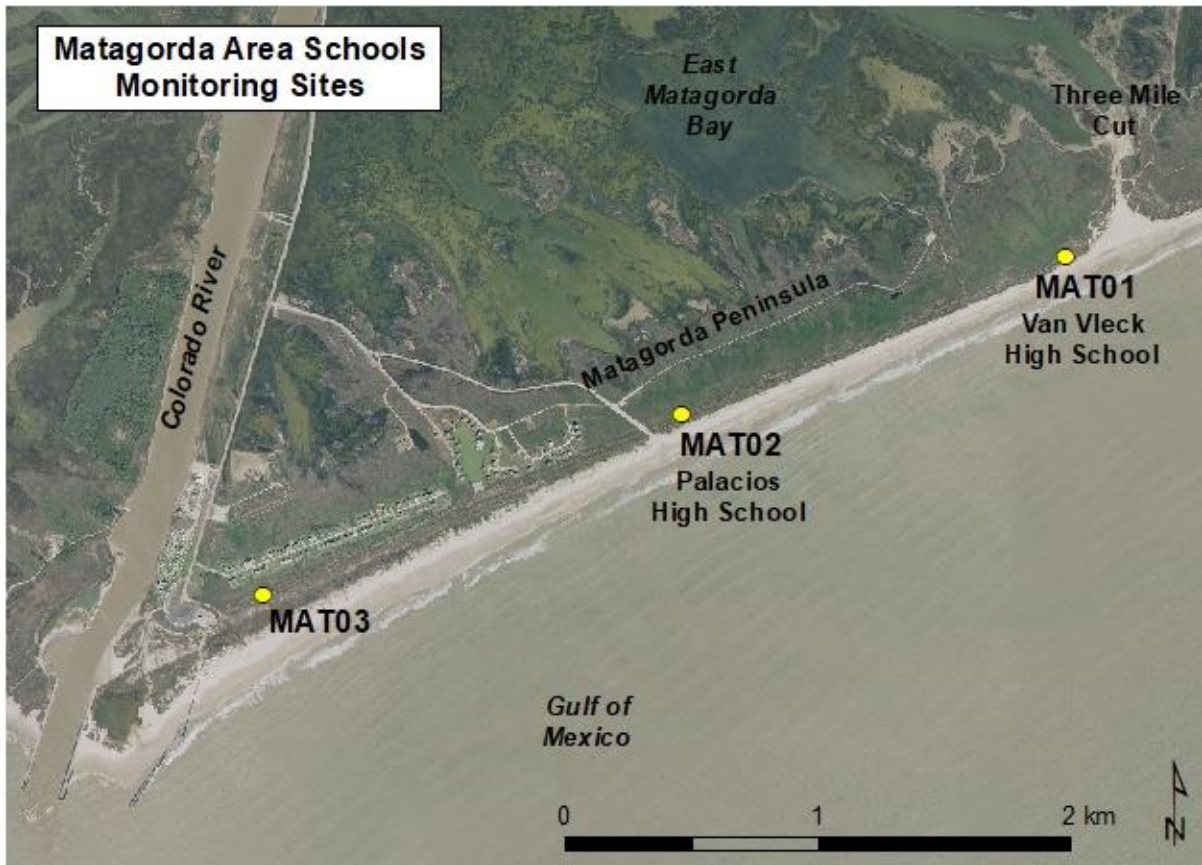 Matagorda Area Schools
Monitoring Sites
East
Matagorda
Bay
Three Mile
Cut
Colorado River
Matagorda Peninsula
MAT01
Van Vleck
High School
MAT02
Palacios
High School
MAT03
Gulf of
Mexico
0 1 2 km
N